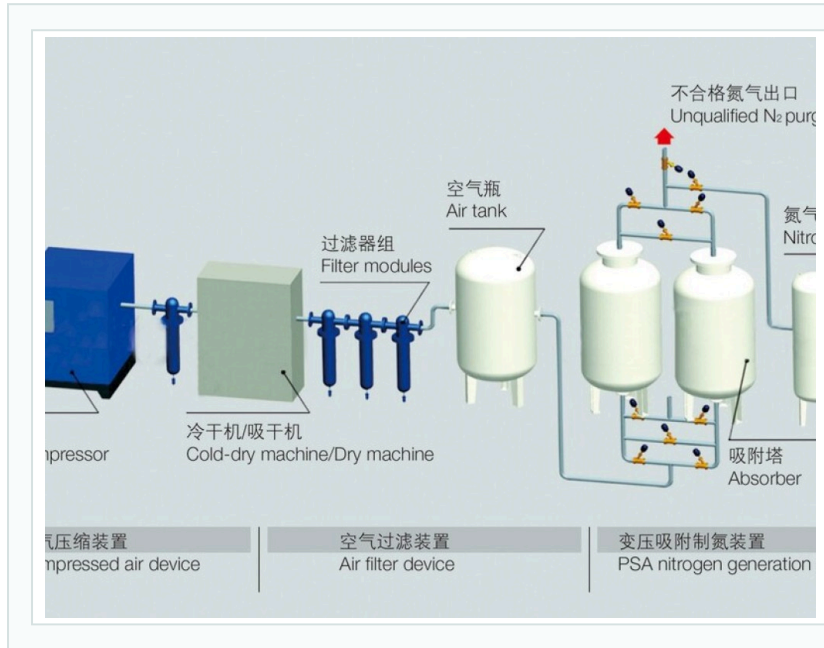 不合格氮气出口
Unqualified N₂ purg
空气瓶
Air tank
氮气
Nitro
过滤器组
Filter modules
冷干机/吸干机
Cold-dry machine/Dry machine
mpressor
吸附塔
Absorber
气压缩装置
mpressed air device
空气过滤装置
Air filter device
变压吸附制氮装置
PSA nitrogen generation